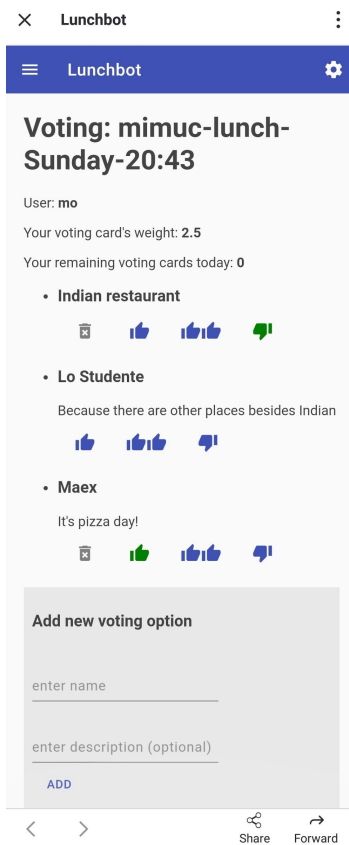 Lunchbot
Lunchbot
Voting: mimuc-lunch-
Sunday-20:43
User: mo
Your voting card's weight: 2.5
Your remaining voting cards today: 0
• Indian restaurant
• Lo Studente
Because there are other places besides Indian
• Maex
It's pizza day!
Add new voting option
enter name
enter description (optional)
ADD
Share Forward